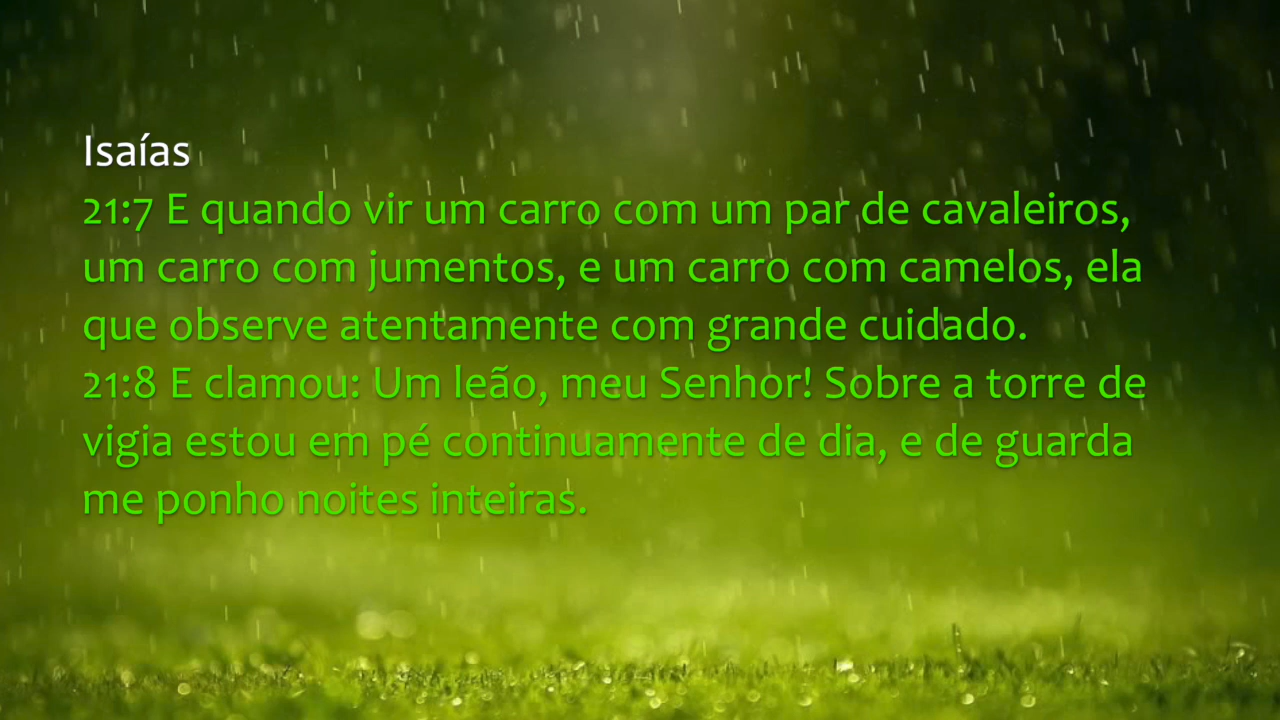 Isaías
21:7 E quando vir um carro com um par de cavaleiros,
um carro com jumentos, e um carro com camelos, ela
que observe atentamente com grande cuidado.
21:8 E clamou: Um leão, meu Senhor! Sobre a torre de
vigia estou em pé continuamente de dia, e de guarda
me ponho noites inteiras.